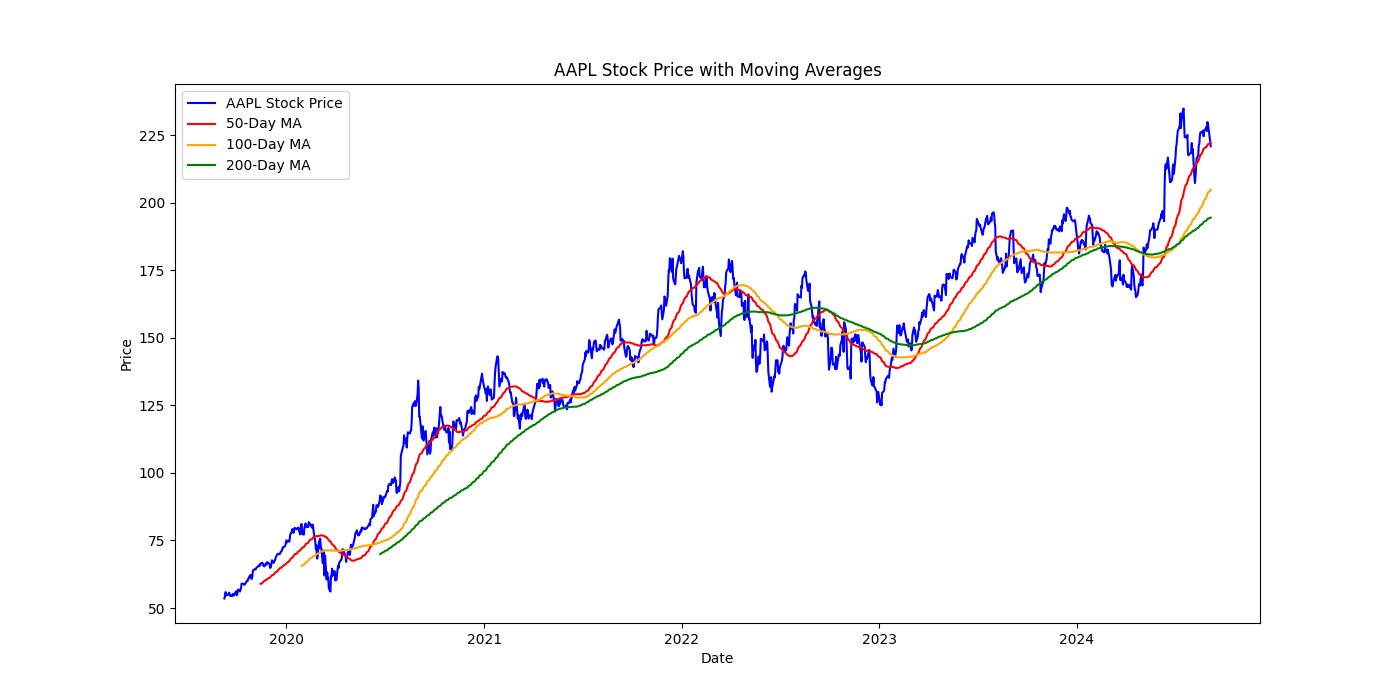 AAPL Stock Price with Moving Averages
AAPL Stock Price
50-Day MA
100-Day MA
200-Day MA
Price
225
200
175
150
125
100
75
50
2020
2021
2022
2023
2024
Date